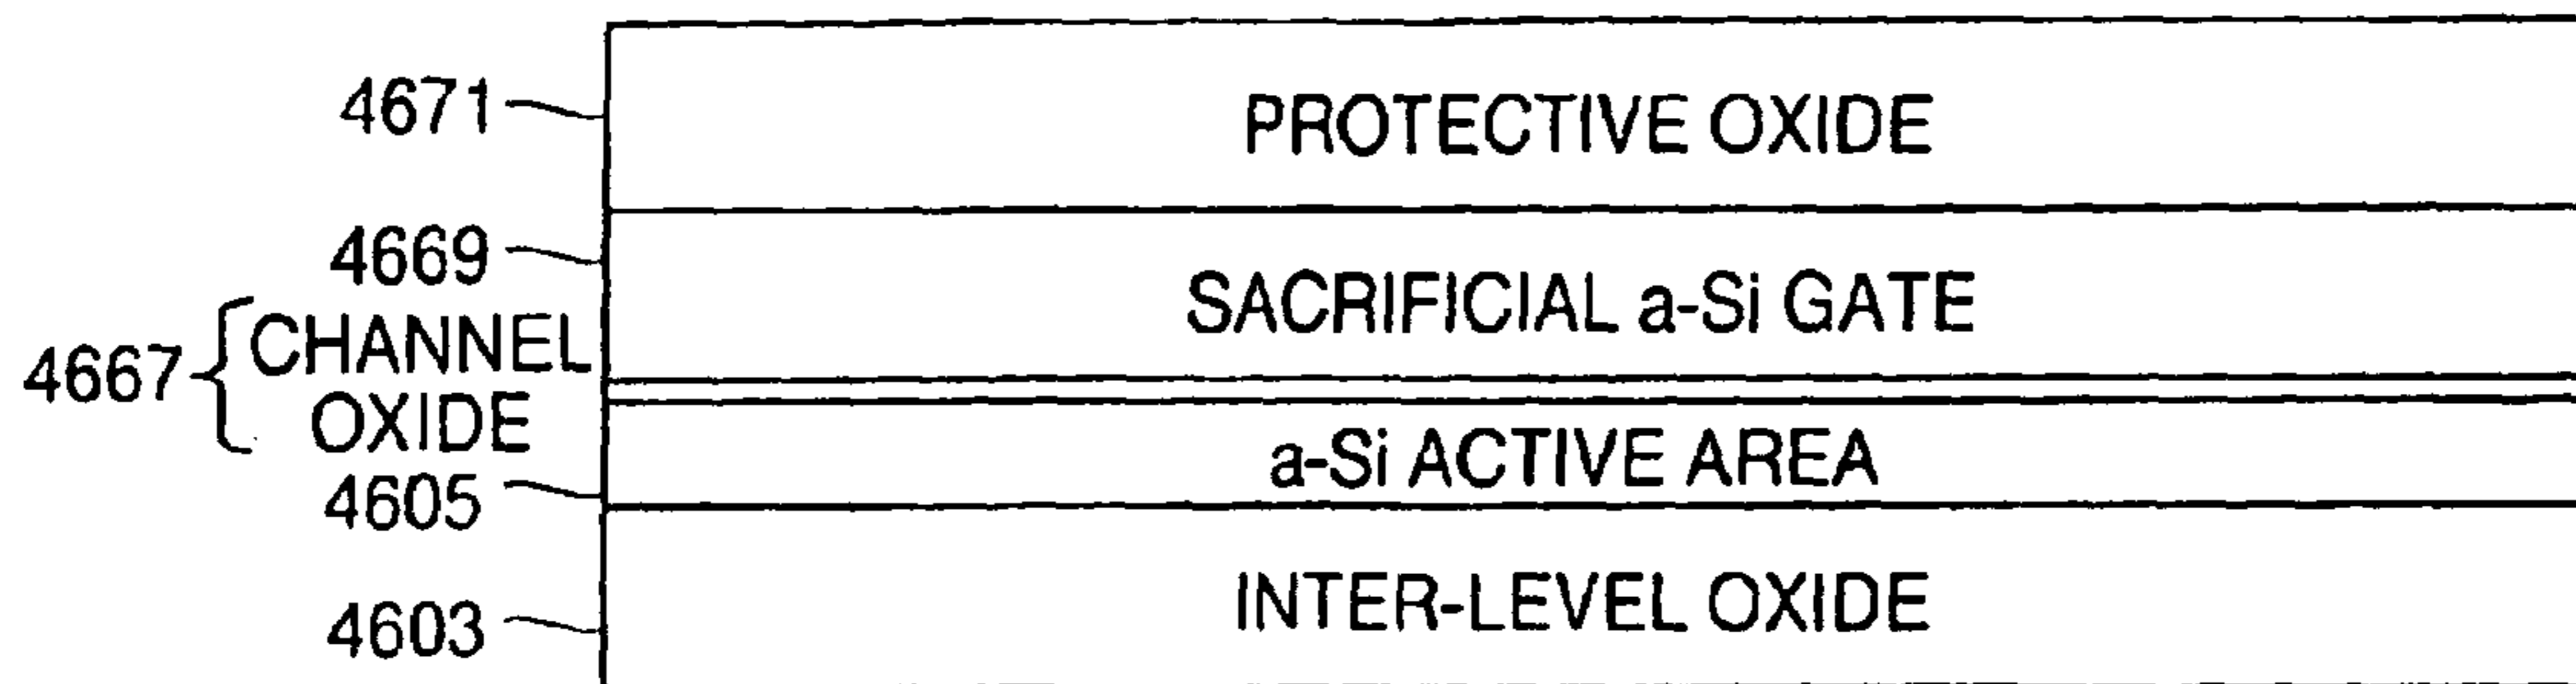 4671
PROTECTIVE OXIDE
4669
SACRIFICIAL a-Si GATE
4667
CHANNEL
OXIDE
a-Si ACTIVE AREA
4605
INTER-LEVEL OXIDE
4603